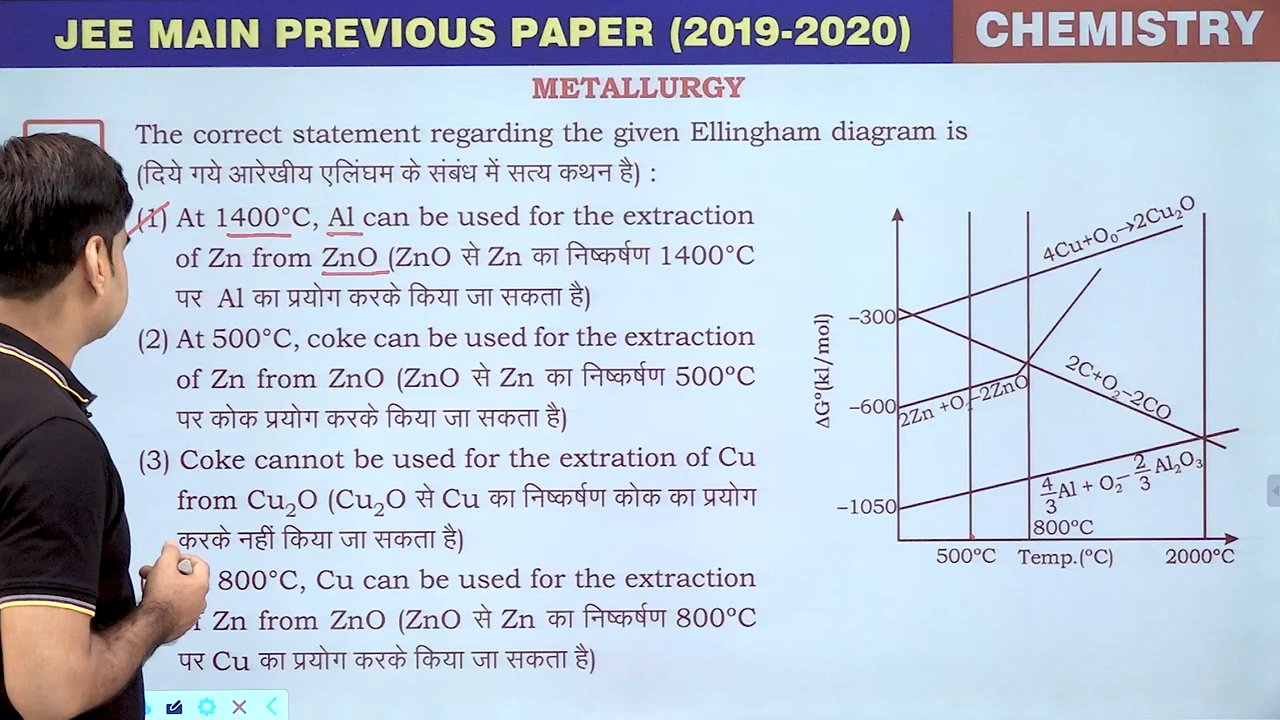 JEE MAIN PREVIOUS PAPER (2019-2020)
CHEMISTRY
METALLURGY
The correct statement regarding the given Ellingham diagram is
(दिये गये आरेखीय एलिंघम के संबंध में सत्य कथन है) :
(1) At 1400°C, Al can be used for the extraction
of Zn from ZnO (ZnO से Zn का निष्कर्षण 1400°C
पर Al का प्रयोग करके किया जा सकता है)
(2) At 500°C, coke can be used for the extraction
of Zn from ZnO (ZnO से Zn का निष्कर्षण 500°C
पर कोक प्रयोग करके किया जा सकता है)
(3) Coke cannot be used for the extration of Cu
from Cu₂O (Cu₂O से Cu का निष्कर्षण कोक का प्रयोग
करके नहीं किया जा सकता है)
800°C, Cu can be used for the extraction
Zn from ZnO (ZnO से Zn का निष्कर्षण 800°C
पर Cu का प्रयोग करके किया जा सकता है)
4Cu+O₀→2Cu₂O
−300
ΔG°(kl/mol)
2C+O₂−2CO
−600
2Zn +O₂−2ZnO
4/3 Al + O₂− 2/3 Al₂O₃
−1050
800°C
500°C Temp.(°C) 2000°C